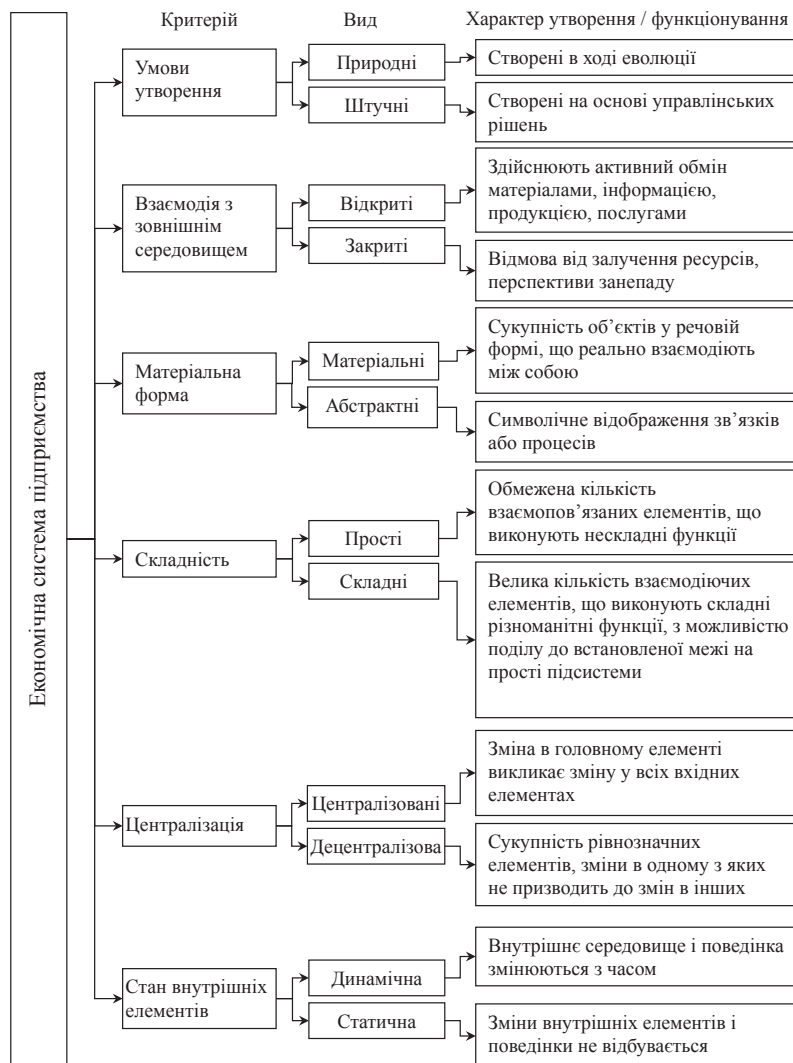 Критерій Вид Характер утворення / функціонування
Економічна система підприємства
Умови
утворення
Природні
Створені в ході еволюції
Штучні
Створені на основі управлінських
рішень
Взаємодія з
зовнішнім
середовищем
Відкриті
Здійснюють активний обмін
матеріалами, інформацією,
продукцією, послугами
Закриті
Відмова від залучення ресурсів,
перспективи занепаду
Матеріальна
форма
Матеріальні
Сукупність об’єктів у речовій
формі, що реально взаємодіють
між собою
Абстрактні
Символічне відображення зв’язків
або процесів
Складність
Прості
Обмежена кількість
взаємопов’язаних елементів, що
виконують нескладні функції
Складні
Велика кількість взаємодіючих
елементів, що виконують складні
різноманітні функції, з можливістю
поділу до встановленої межі на
прості підсистеми
Централізація
Централізовані
Зміна в головному елементі
викликає зміну у всіх вхідних
елементах
Децентралізова
Сукупність рівнозначних
елементів, зміни в одному з яких
не призводить до змін в інших
Стан внутрішніх
елементів
Динамічна
Внутрішнє середовище і поведінка
змінюються з часом
Статична
Зміни внутрішніх елементів і
поведінки не відбувається